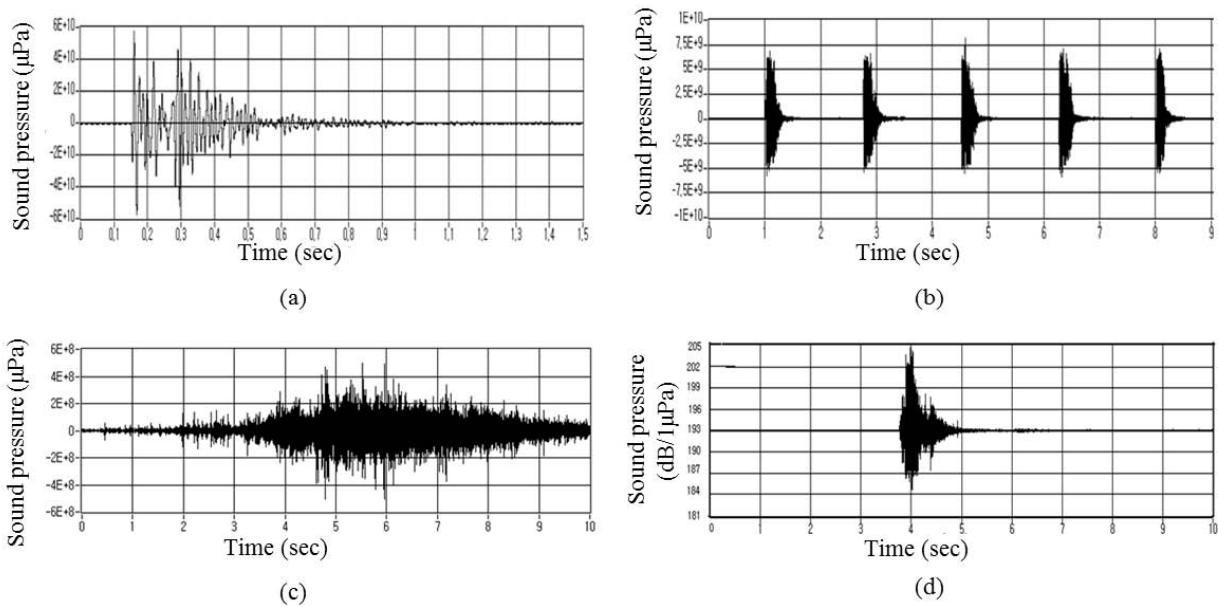 Sound pressure (µPa)
6E+10
4E+10
2E+10
0
-2E+10
-4E+10
-6E+10
0 0,1 0,2 0,3 0,4 0,5 0,6 0,7 0,8 0,9 1 1,1 1,2 1,3 1,4 1,5
Time (sec)
(a)
Sound pressure (µPa)
1E+10
7,5E+9
5E+9
2,5E+9
0
-2,5E+9
-5E+9
-7,5E+9
-1E+10
0 1 2 3 4 5 6 7 8 9
Time (sec)
(b)
Sound pressure (µPa)
6E+8
4E+8
2E+8
0
-2E+8
-4E+8
-6E+8
0 1 2 3 4 5 6 7 8 9 10
Time (sec)
(c)
Sound pressure
(dB/1µPa)
205
202
199
196
193
190
187
184
181
0 1 2 3 4 5 6 7 8 9 10
Time (sec)
(d)